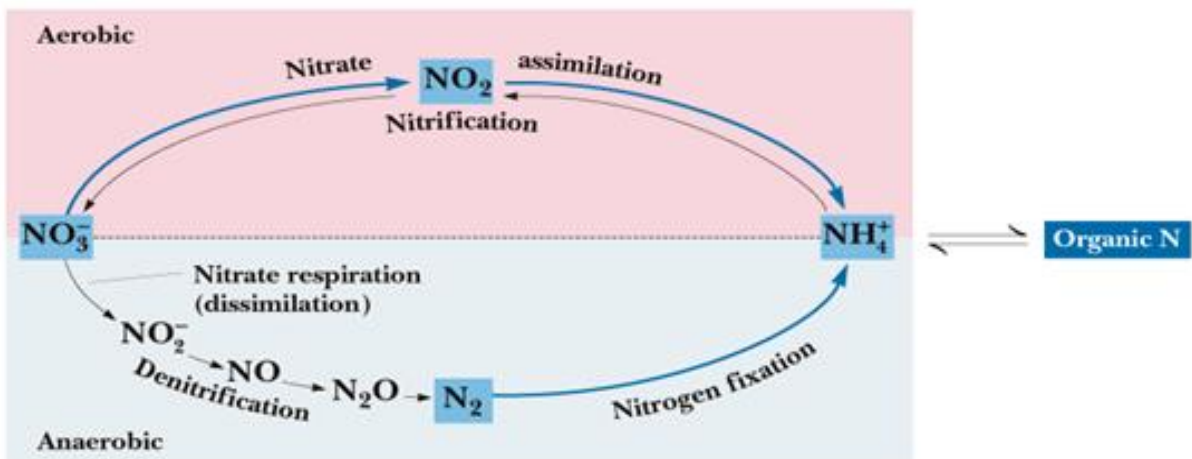 Aerobic
Nitrate
NO₂
assimilation
Nitrification
NO₃⁻
NH₄⁺
Organic N
Nitrate respiration
(dissimilation)
NO₂⁻
NO
N₂O
N₂
Denitrification
Nitrogen fixation
Anaerobic